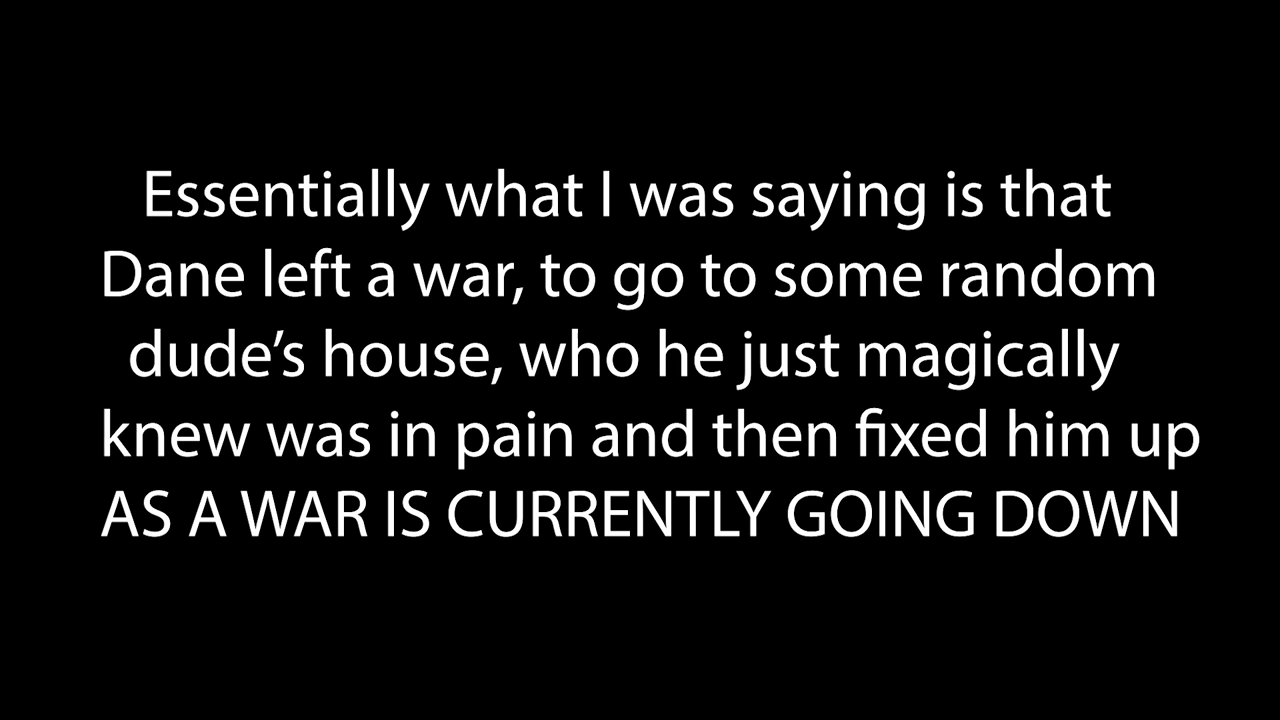 Essentially what I was saying is that
Dane left a war, to go to some random
dude’s house, who he just magically
knew was in pain and then fixed him up
AS A WAR IS CURRENTLY GOING DOWN